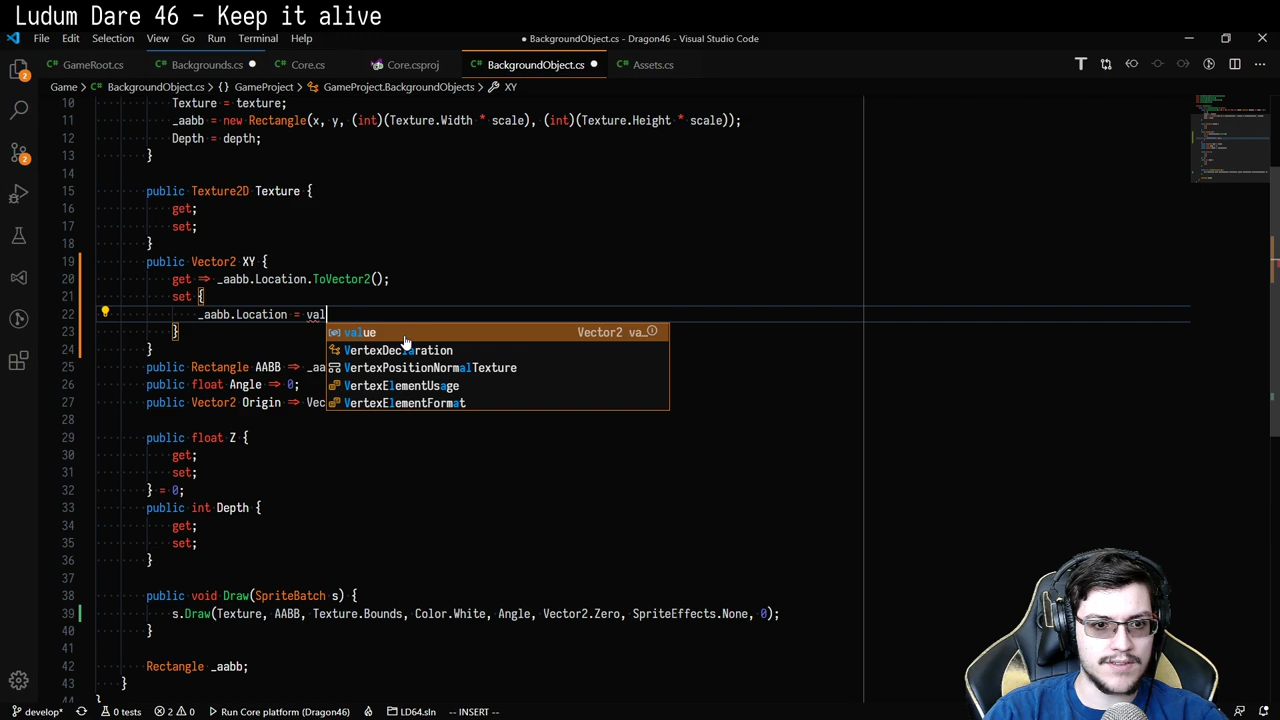 Ludum Dare 46 - Keep it alive
File Edit Selection View Go Run Terminal Help
● BackgroundObject.cs - Dragon46 - Visual Studio Code
GameRoot.cs Backgrounds.cs ● Core.cs Core.csproj BackgroundObject.cs ● Assets.cs
Game > BackgroundObject.cs > {} GameProject > GameProject.BackgroundObjects > XY
10 Texture = texture;
11 _aabb = new Rectangle(x, y, (int)(Texture.Width * scale), (int)(Texture.Height * scale));
12 Depth = depth;
13 }
14
15 public Texture2D Texture {
16 get;
17 set;
18 }
19 public Vector2 XY {
20 get => _aabb.Location.ToVector2();
21 set {
22 _aabb.Location = val
23 }
24 }
value Vector2 va…
VertexDeclaration
VertexPositionNormalTexture
VertexElementUsage
VertexElementFormat
25 public Rectangle AABB => _aa
26 public float Angle => 0;
27 public Vector2 Origin => Vec
28
29 public float Z {
30 get;
31 set;
32 } = 0;
33 public int Depth {
34 get;
35 set;
36 }
37
38 public void Draw(SpriteBatch s) {
39 s.Draw(Texture, AABB, Texture.Bounds, Color.White, Angle, Vector2.Zero, SpriteEffects.None, 0);
40 }
41
42 Rectangle _aabb;
43 }
44 }
2
2
develop* 0 tests 2 0 Run Core platform (Dragon46) LD64.sln -- INSERT --